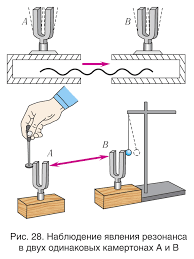 A B
A
B
Рис. 28. Наблюдение явления резонанса
в двух одинаковых камертонах А и В